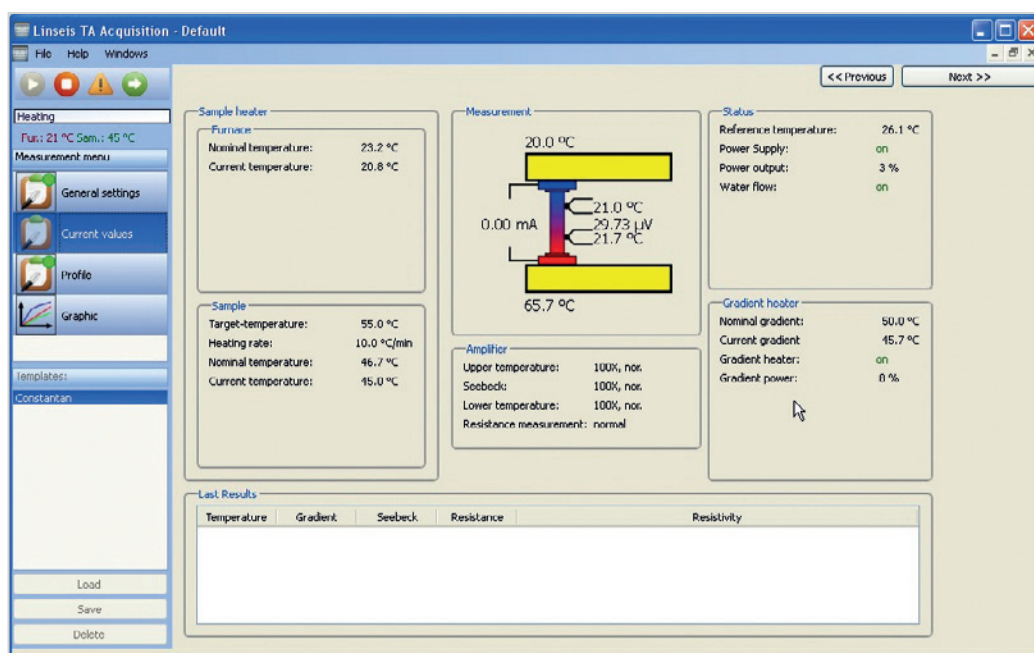 Linseis TA Acquisition - Default
File Help Windows
<< Previous Next >>
Heating
Fur.: 21 °C Sam.: 45 °C
Measurement menu
General settings
Current values
Profile
Graphic
Templates:
Constantan
Load
Save
Delete
Sample heater
Furnace
Nominal temperature: 23.2 °C
Current temperature: 20.8 °C
Sample
Target-temperature: 55.0 °C
Heating rate: 10.0 °C/min
Nominal temperature: 46.7 °C
Current temperature: 45.0 °C
Measurement
20.0 ºC
21.0 ºC
0.00 mA 29.73 µV
21.7 ºC
65.7 ºC
Amplifier
Upper temperature: 100X, nor.
Seebeck: 100X, nor.
Lower temperature: 100X, nor.
Resistance measurement: normal
Status
Reference temperature: 26.1 °C
Power Supply: on
Power output: 3 %
Water flow: on
Gradient heater
Nominal gradient: 50.0 °C
Current gradient 45.7 °C
Gradient heater: on
Gradient power: 0 %
Last Results
Temperature Gradient Seebeck Resistance Resistivity